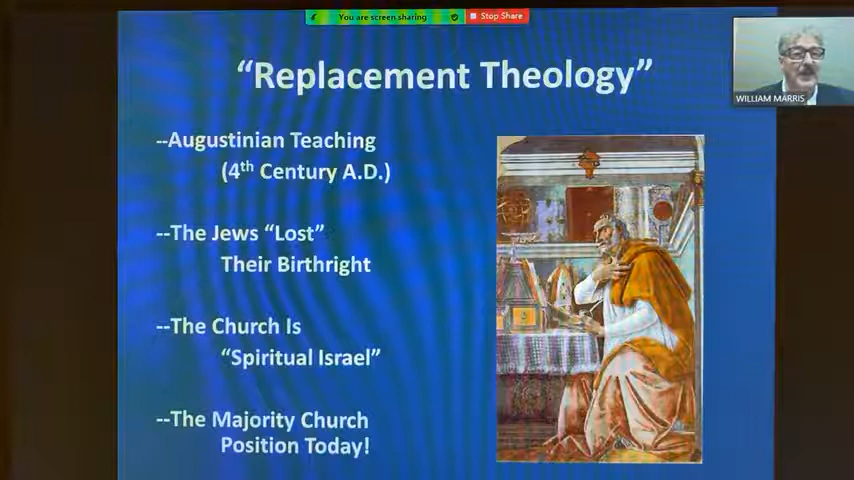 You are screen sharing
Stop Share
"Replacement Theology"
WILLIAM MARRIS
--Augustinian Teaching
(4th Century A.D.)
--The Jews "Lost"
Their Birthright
--The Church Is
"Spiritual Israel"
--The Majority Church
Position Today!